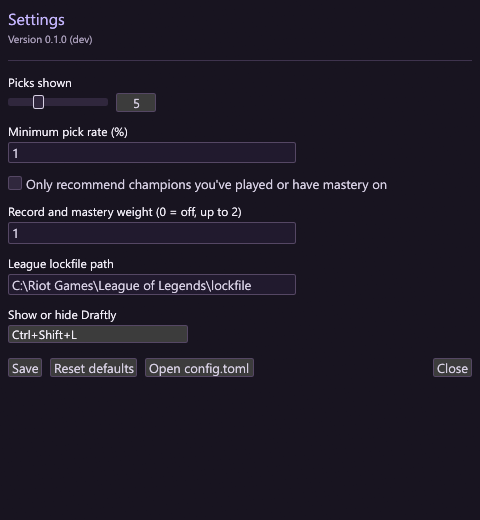 Settings
Version 0.1.0 (dev)
Picks shown
5
Minimum pick rate (%)
1
Only recommend champions you've played or have mastery on
Record and mastery weight (0 = off, up to 2)
1
League lockfile path
C:\Riot Games\League of Legends\lockfile
Show or hide Draftly
Ctrl+Shift+L
Save Reset defaults Open config.toml Close